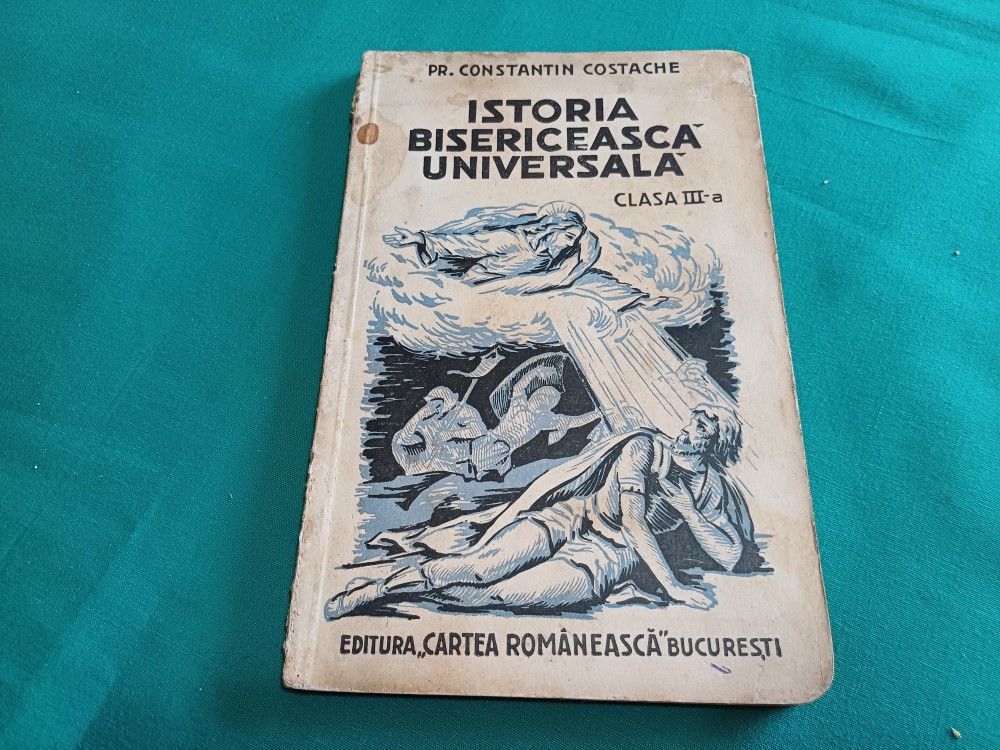 PR. CONSTANTIN COSTACHE
ISTORIA
BISERICEASCĂ
UNIVERSALĂ
CLASA III-a
EDITURA „CARTEA ROMÂNEASCĂ" BUCUREȘTI